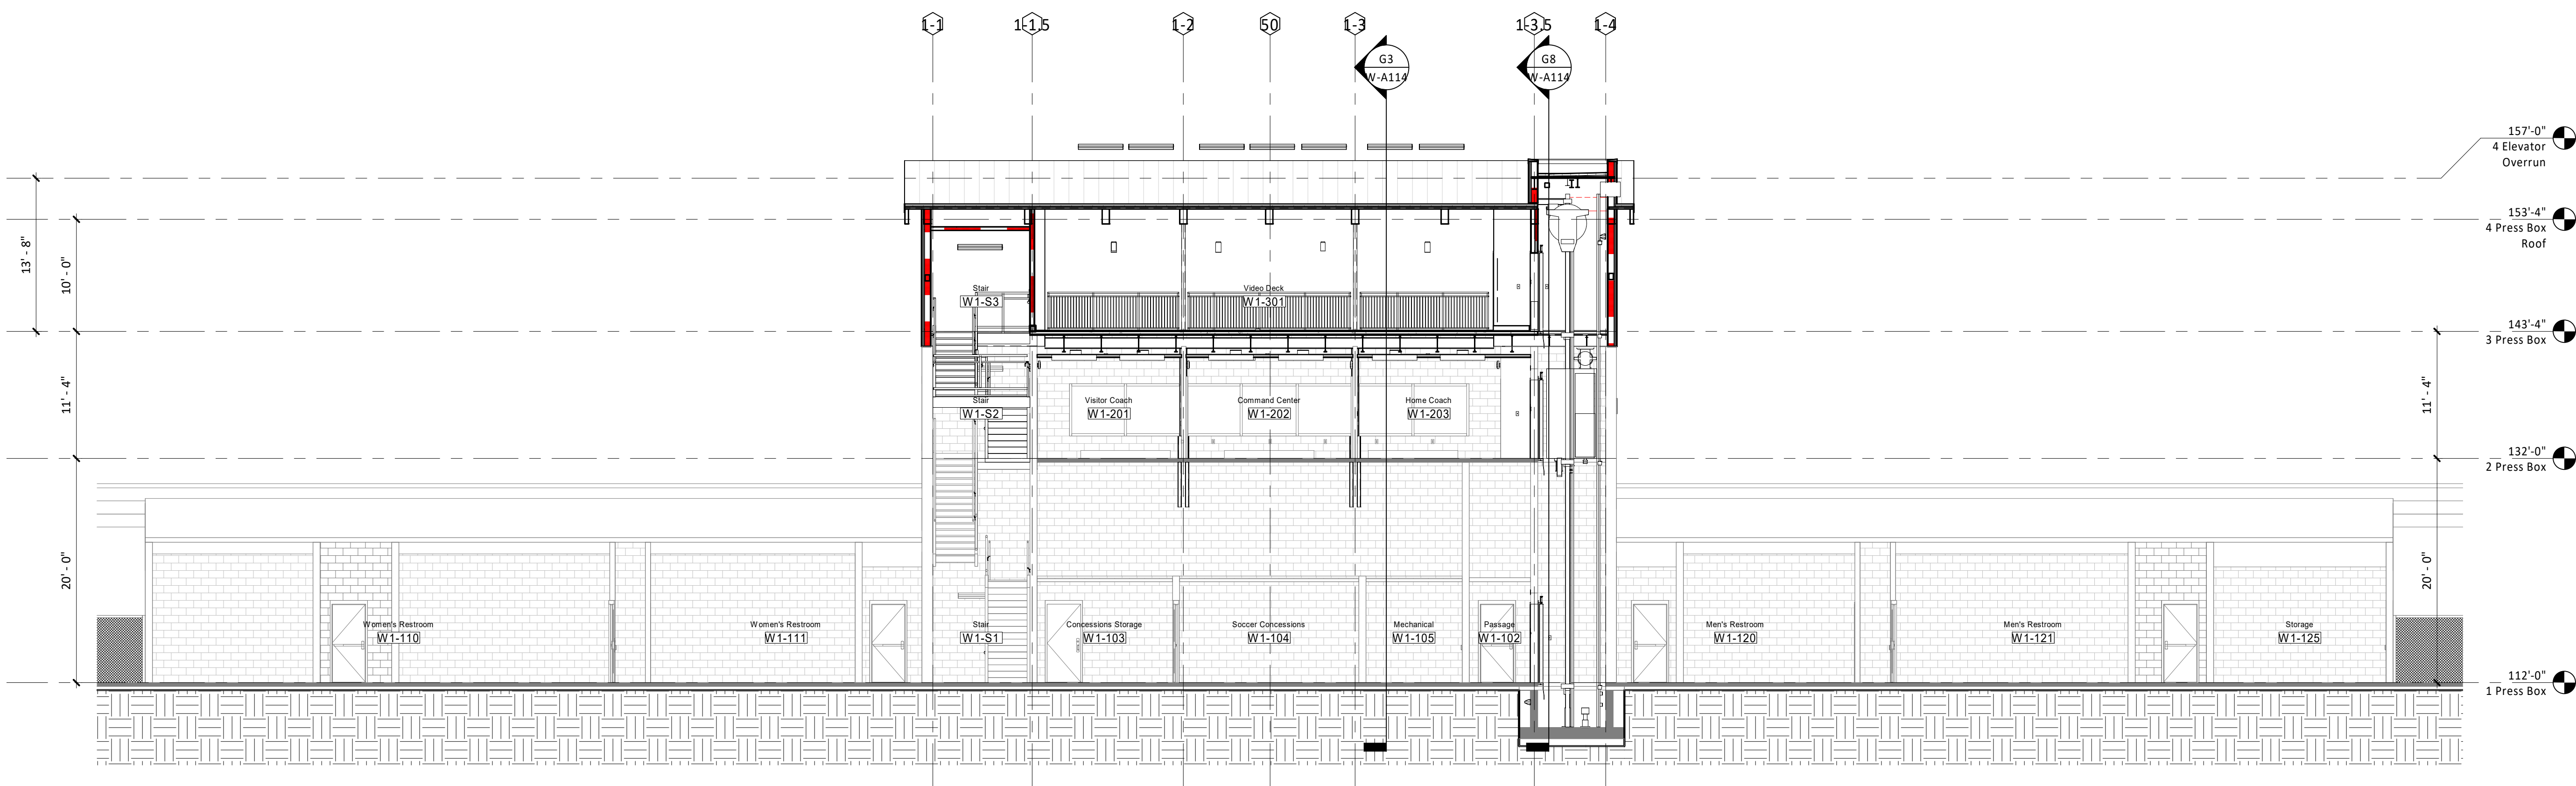 1-1
1-1.5
1-2
50
1-3
1-3.5
1-4
G3
W-A114
G8
W-A114
157'-0"
4 Elevator
Overrun
153'-4"
4 Press Box
Roof
13' - 8"
10' - 0"
Stair
W1-S3
Video Deck
W1-301
143'-4"
3 Press Box
11' - 4"
11' - 4"
Stair
W1-S2
Visitor Coach
W1-201
Command Center
W1-202
Home Coach
W1-203
132'-0"
2 Press Box
20' - 0"
20' - 0"
Women's Restroom
W1-110
Women's Restroom
W1-111
Stair
W1-S1
Concessions Storage
W1-103
Soccer Concessions
W1-104
Mechanical
W1-105
Passage
W1-102
Men's Restroom
W1-120
Men's Restroom
W1-121
Storage
W1-125
112'-0"
1 Press Box